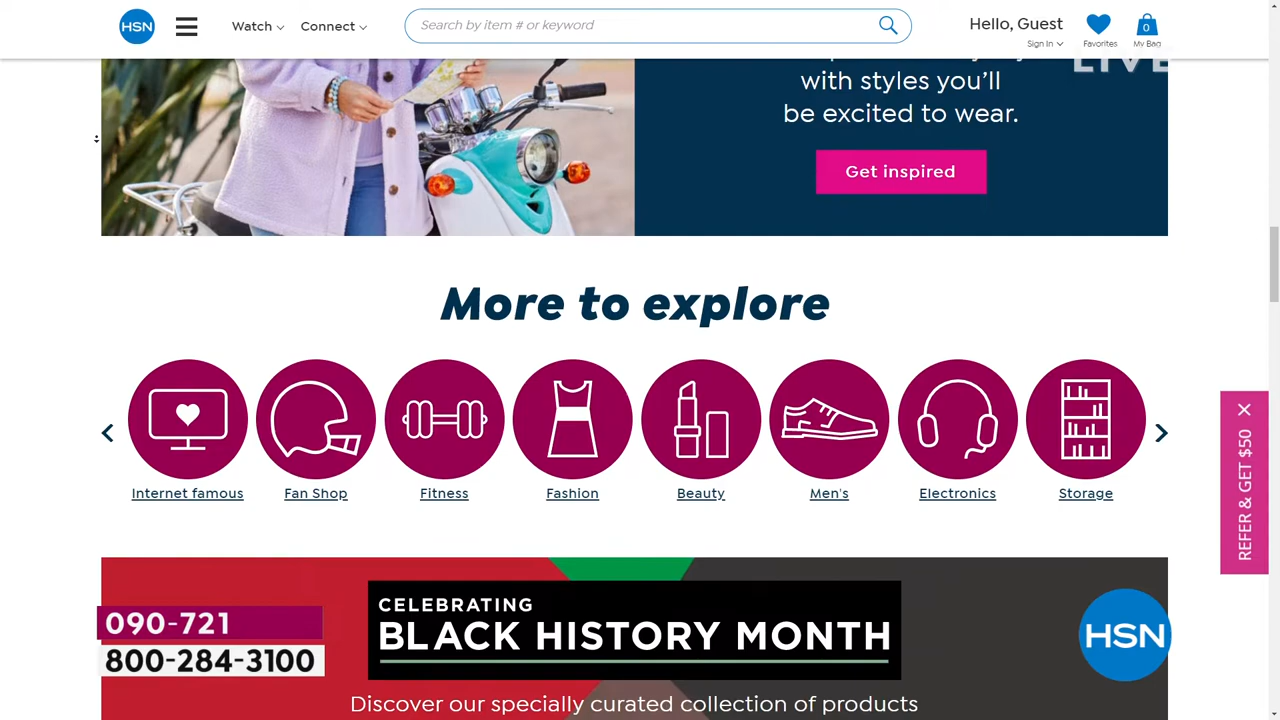 HSN
Watch
Connect
Search by item # or keyword
Hello, Guest
Sign In
Favorites
0
My Bag
LIVE
with styles you'll
be excited to wear.
Get inspired
More to explore
Internet famous
Fan Shop
Fitness
Fashion
Beauty
Men's
Electronics
Storage
REFER & GET $50
CELEBRATING
BLACK HISTORY MONTH
090-721
800-284-3100
HSN
Discover our specially curated collection of products